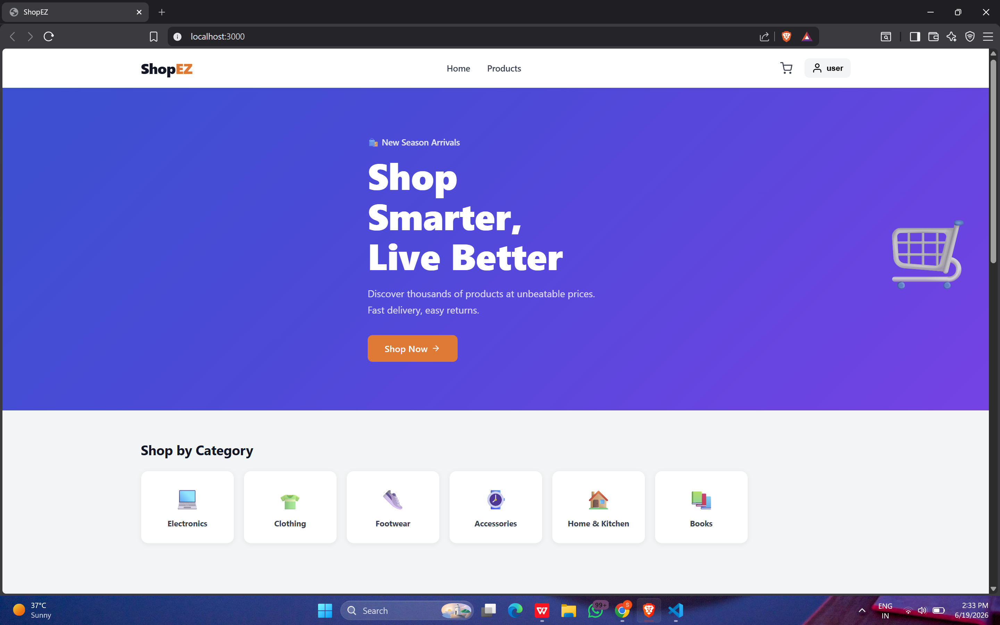 ShopEZ
localhost:3000
ShopEZ
Home
Products
user
New Season Arrivals
Shop
Smarter,
Live Better
Discover thousands of products at unbeatable prices.
Fast delivery, easy returns.
Shop Now →
Shop by Category
Electronics
Clothing
Footwear
Accessories
Home & Kitchen
Books
37°C
Sunny
Search
99+
S
ENG
IN
2:33 PM
6/19/2026